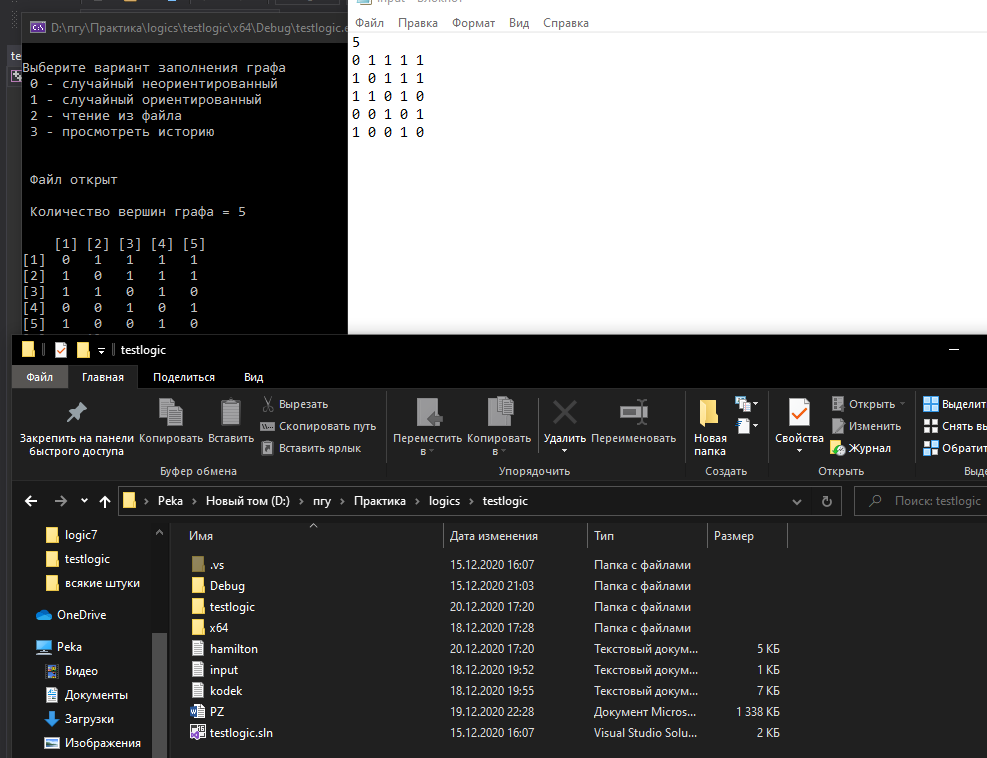 D:\пгу\Практика\logics\testlogic\x64\Debug\testlogic.e
Выберите вариант заполнения графа
0 - случайный неориентированный
1 - случайный ориентированный
2 - чтение из файла
3 - просмотреть историю
Файл открыт
Количество вершин графа = 5
[1] [2] [3] [4] [5]
[1] 0 1 1 1 1
[2] 1 0 1 1 1
[3] 1 1 0 1 0
[4] 0 0 1 0 1
[5] 1 0 0 1 0
te
Файл Правка Формат Вид Справка
5
0 1 1 1 1
1 0 1 1 1
1 1 0 1 0
0 0 1 0 1
1 0 0 1 0
testlogic
Файл Главная Поделиться Вид
Закрепить на панели
быстрого доступа
Копировать
Вставить
Вырезать
Скопировать путь
Вставить ярлык
Буфер обмена
Переместить
в
Копировать
в
Удалить
Переименовать
Упорядочить
Новая
папка
Создать
Свойства
Открыть
Изменить
Журнал
Открыть
Выделит
Снять вы
Обратит
Выде
Peka > Новый том (D:) > пгу > Практика > logics > testlogic
Поиск: testlogic
logic7
testlogic
всякие штуки
OneDrive
Peka
Видео
Документы
Загрузки
Изображения
Имя Дата изменения Тип Размер
.vs 15.12.2020 16:07 Папка с файлами
Debug 15.12.2020 21:03 Папка с файлами
testlogic 20.12.2020 17:20 Папка с файлами
x64 18.12.2020 17:28 Папка с файлами
hamilton 20.12.2020 17:20 Текстовый докум... 5 КБ
input 18.12.2020 19:52 Текстовый докум... 1 КБ
kodek 18.12.2020 19:55 Текстовый докум... 7 КБ
PZ 19.12.2020 22:28 Документ Micros... 1 338 КБ
testlogic.sln 15.12.2020 16:07 Visual Studio Solu... 2 КБ